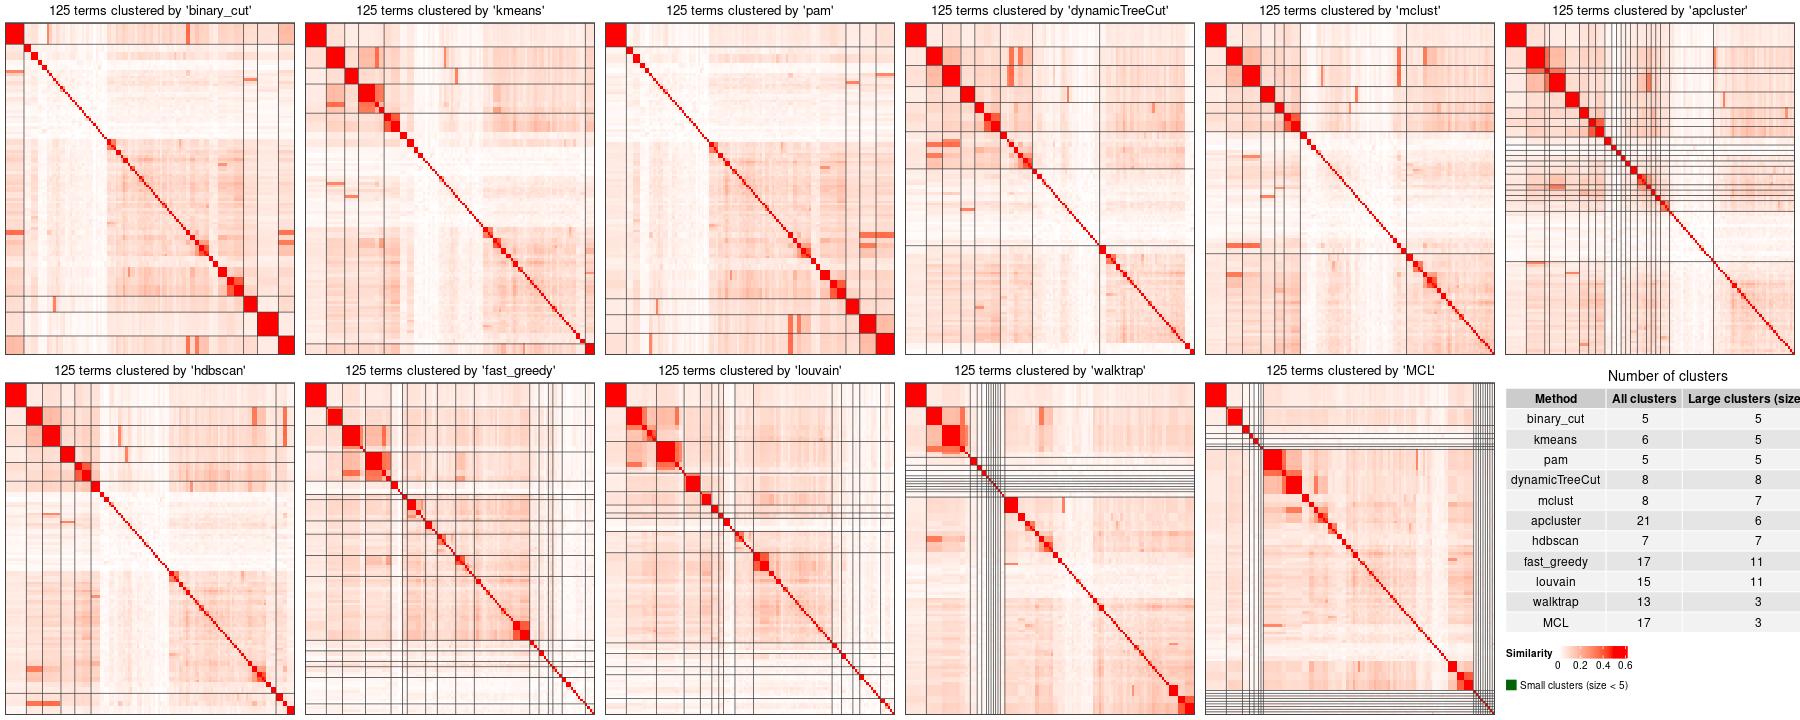 125 terms clustered by 'binary_cut'
125 terms clustered by 'kmeans'
125 terms clustered by 'pam'
125 terms clustered by 'dynamicTreeCut'
125 terms clustered by 'mclust'
125 terms clustered by 'apcluster'
125 terms clustered by 'hdbscan'
125 terms clustered by 'fast_greedy'
125 terms clustered by 'louvain'
125 terms clustered by 'walktrap'
125 terms clustered by 'MCL'
Number of clusters
Method All clusters Large clusters (size
binary_cut 5 5
kmeans 6 5
pam 5 5
dynamicTreeCut 8 8
mclust 8 7
apcluster 21 6
hdbscan 7 7
fast_greedy 17 11
louvain 15 11
walktrap 13 3
MCL 17 3
Similarity
0 0.2 0.4 0.6
Small clusters (size < 5)